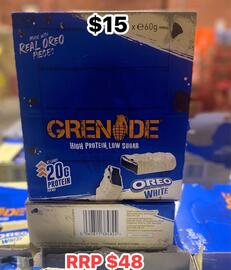 $15
x ℮60g
MADE WITH
REAL OREO
PIECES
GRENADE
HIGH PROTEIN, LOW SUGAR
20G
PROTEIN
OREO
WHITE
RRP $48